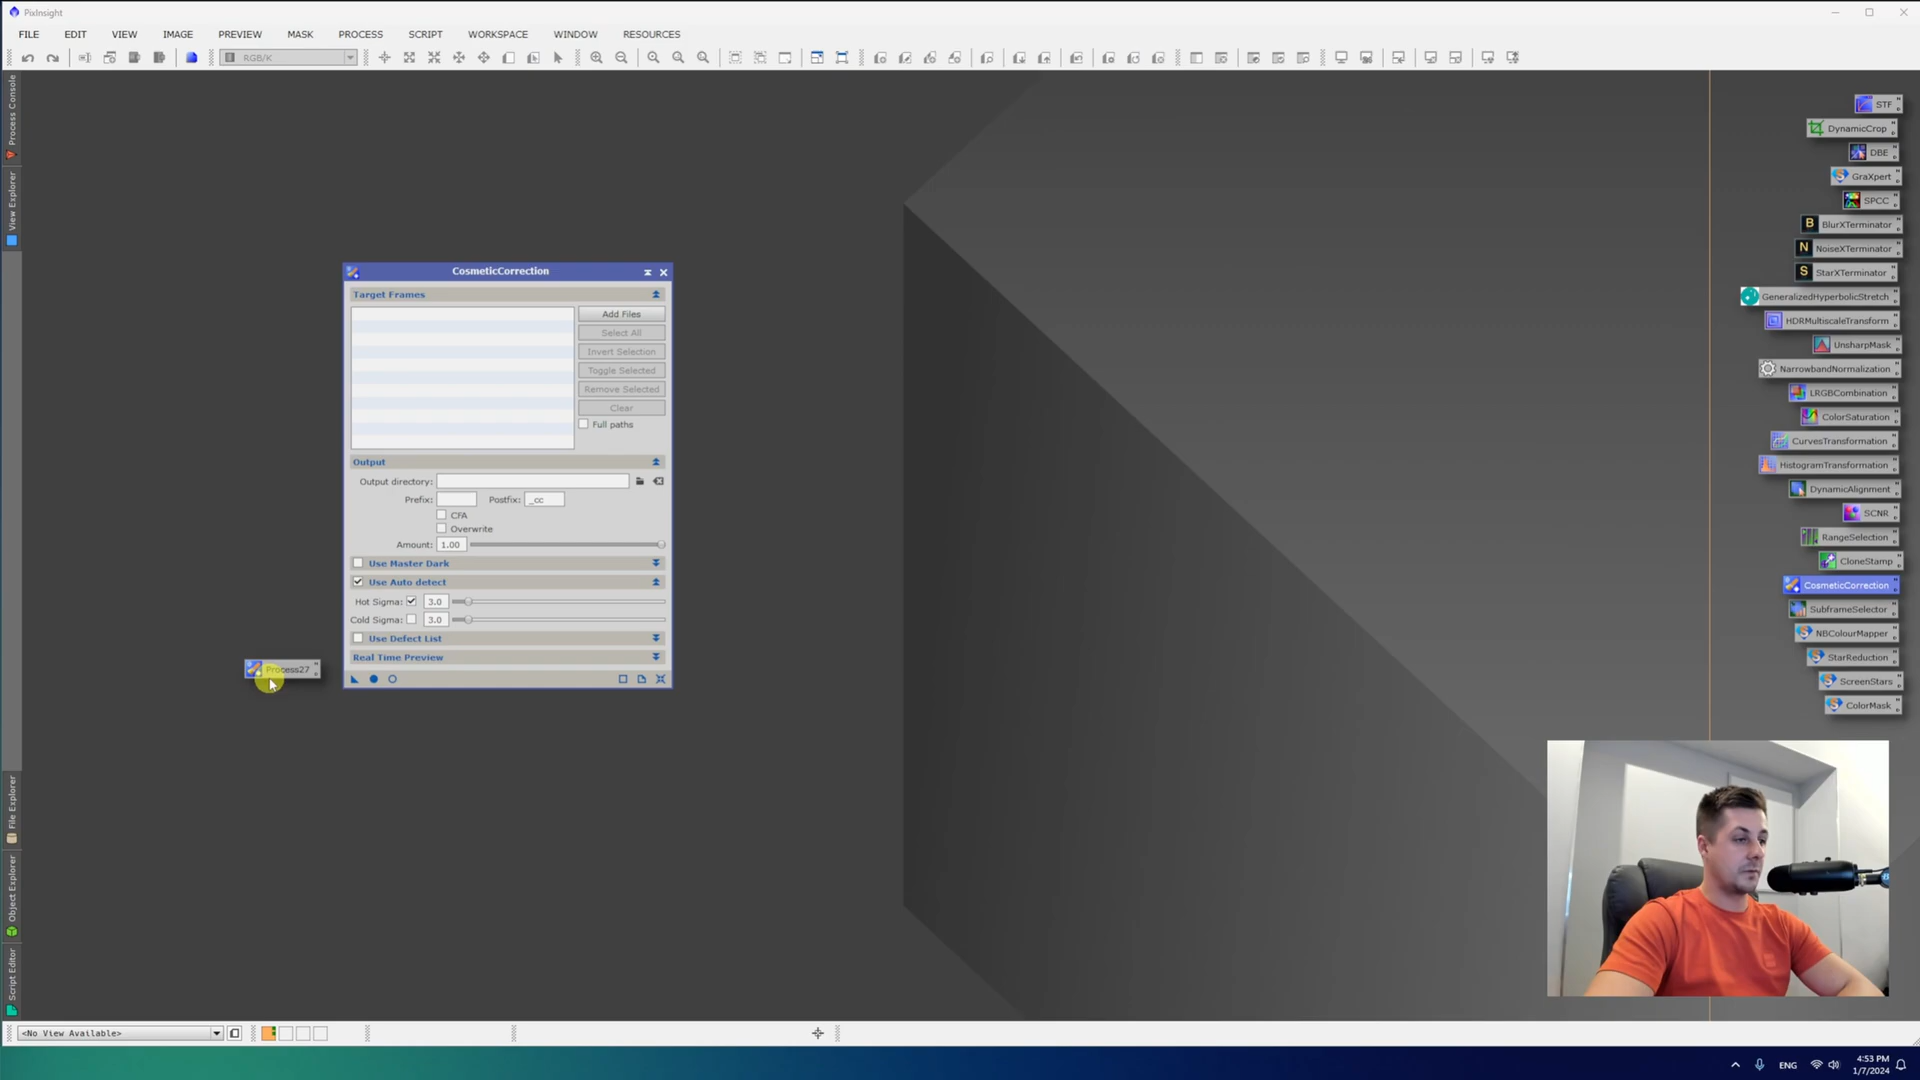 PixInsight
FILE EDIT VIEW IMAGE PROCESS PREVIEW MASK PROCESS SCRIPT WORKSPACE WINDOW RESOURCES
RGB/K
Process Console
View Explorer
File Explorer
Object Explorer
Script Editor
CosmeticCorrection
Target Frames
Add Files
Select All
Invert Selection
Toggle Selected
Remove Selected
Clear
Full paths
Output
Output directory:
Prefix: Postfix: _cc
CFA
Overwrite
Amount: 1.00
Use Master Dark
Use Auto detect
Hot Sigma: 3.0
Cold Sigma: 3.0
Use Defect List
Real Time Preview
Process27
STF
DynamicCrop
DBE
GraXpert
SPCC
B BlurXTerminator
N NoiseXTerminator
S StarXTerminator
GeneralizedHyperbolicStretch
HDRMultiscaleTransform
UnsharpMask
NarrowbandNormalization
LRGBCombination
ColorSaturation
CurvesTransformation
HistogramTransformation
DynamicAlignment
SCNR
RangeSelection
CloneStamp
CosmeticCorrection
SubframeSelector
NBColourMapper
StarReduction
ScreenStars
ColorMask
<No View Available>
ENG
4:53 PM
1/7/2024